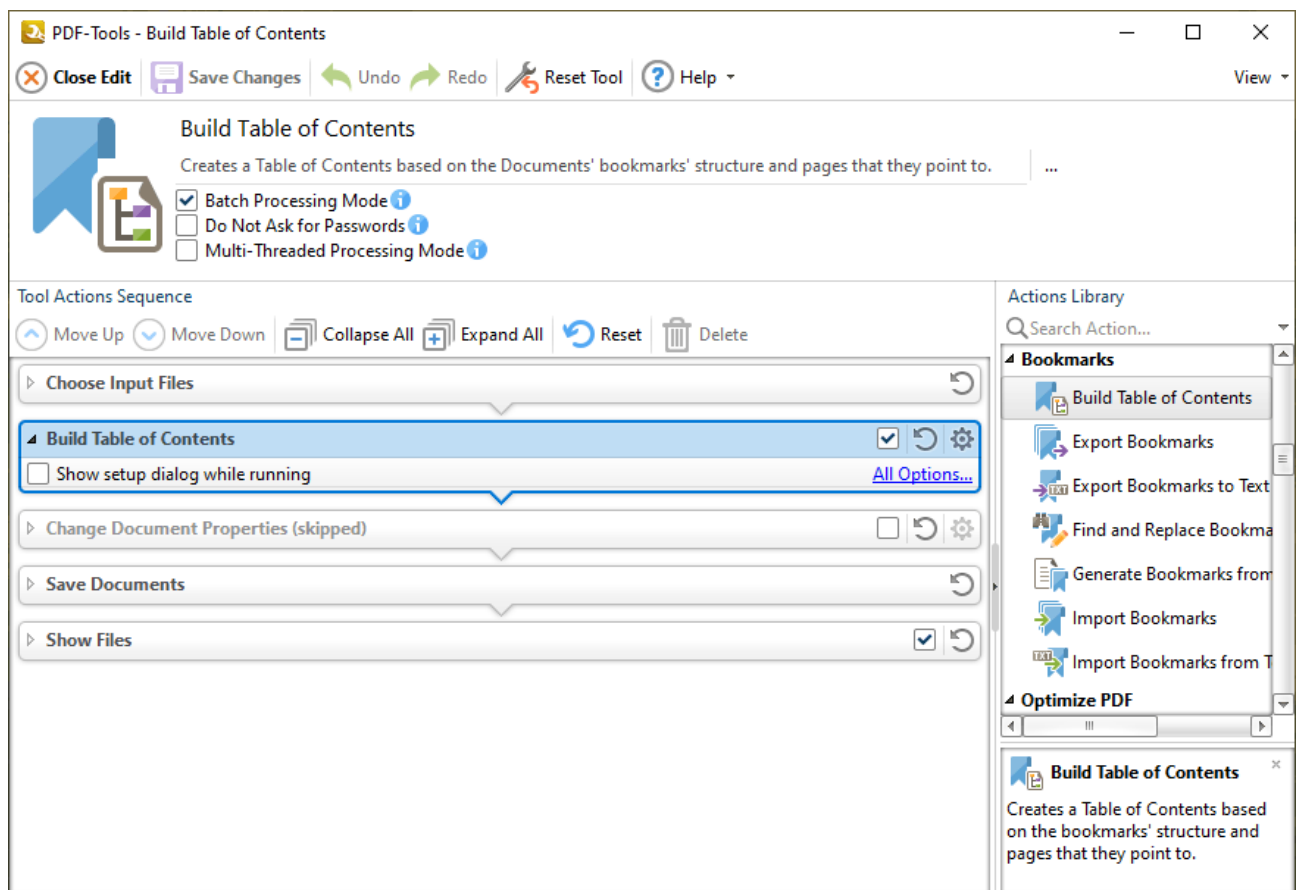 PDF-Tools - Build Table of Contents
Close Edit Save Changes Undo Redo Reset Tool ? Help View
Build Table of Contents
Creates a Table of Contents based on the Documents' bookmarks' structure and pages that they point to. ...
Batch Processing Mode
Do Not Ask for Passwords
Multi-Threaded Processing Mode
Tool Actions Sequence
Move Up Move Down Collapse All Expand All Reset Delete
Choose Input Files
Build Table of Contents
Show setup dialog while running All Options...
Change Document Properties (skipped)
Save Documents
Show Files
Actions Library
Search Action...
Bookmarks
Build Table of Contents
Export Bookmarks
TXT Export Bookmarks to Text
Find and Replace Bookma
Generate Bookmarks from
Import Bookmarks
TXT Import Bookmarks from T
Optimize PDF
Build Table of Contents
Creates a Table of Contents based
on the bookmarks' structure and
pages that they point to.